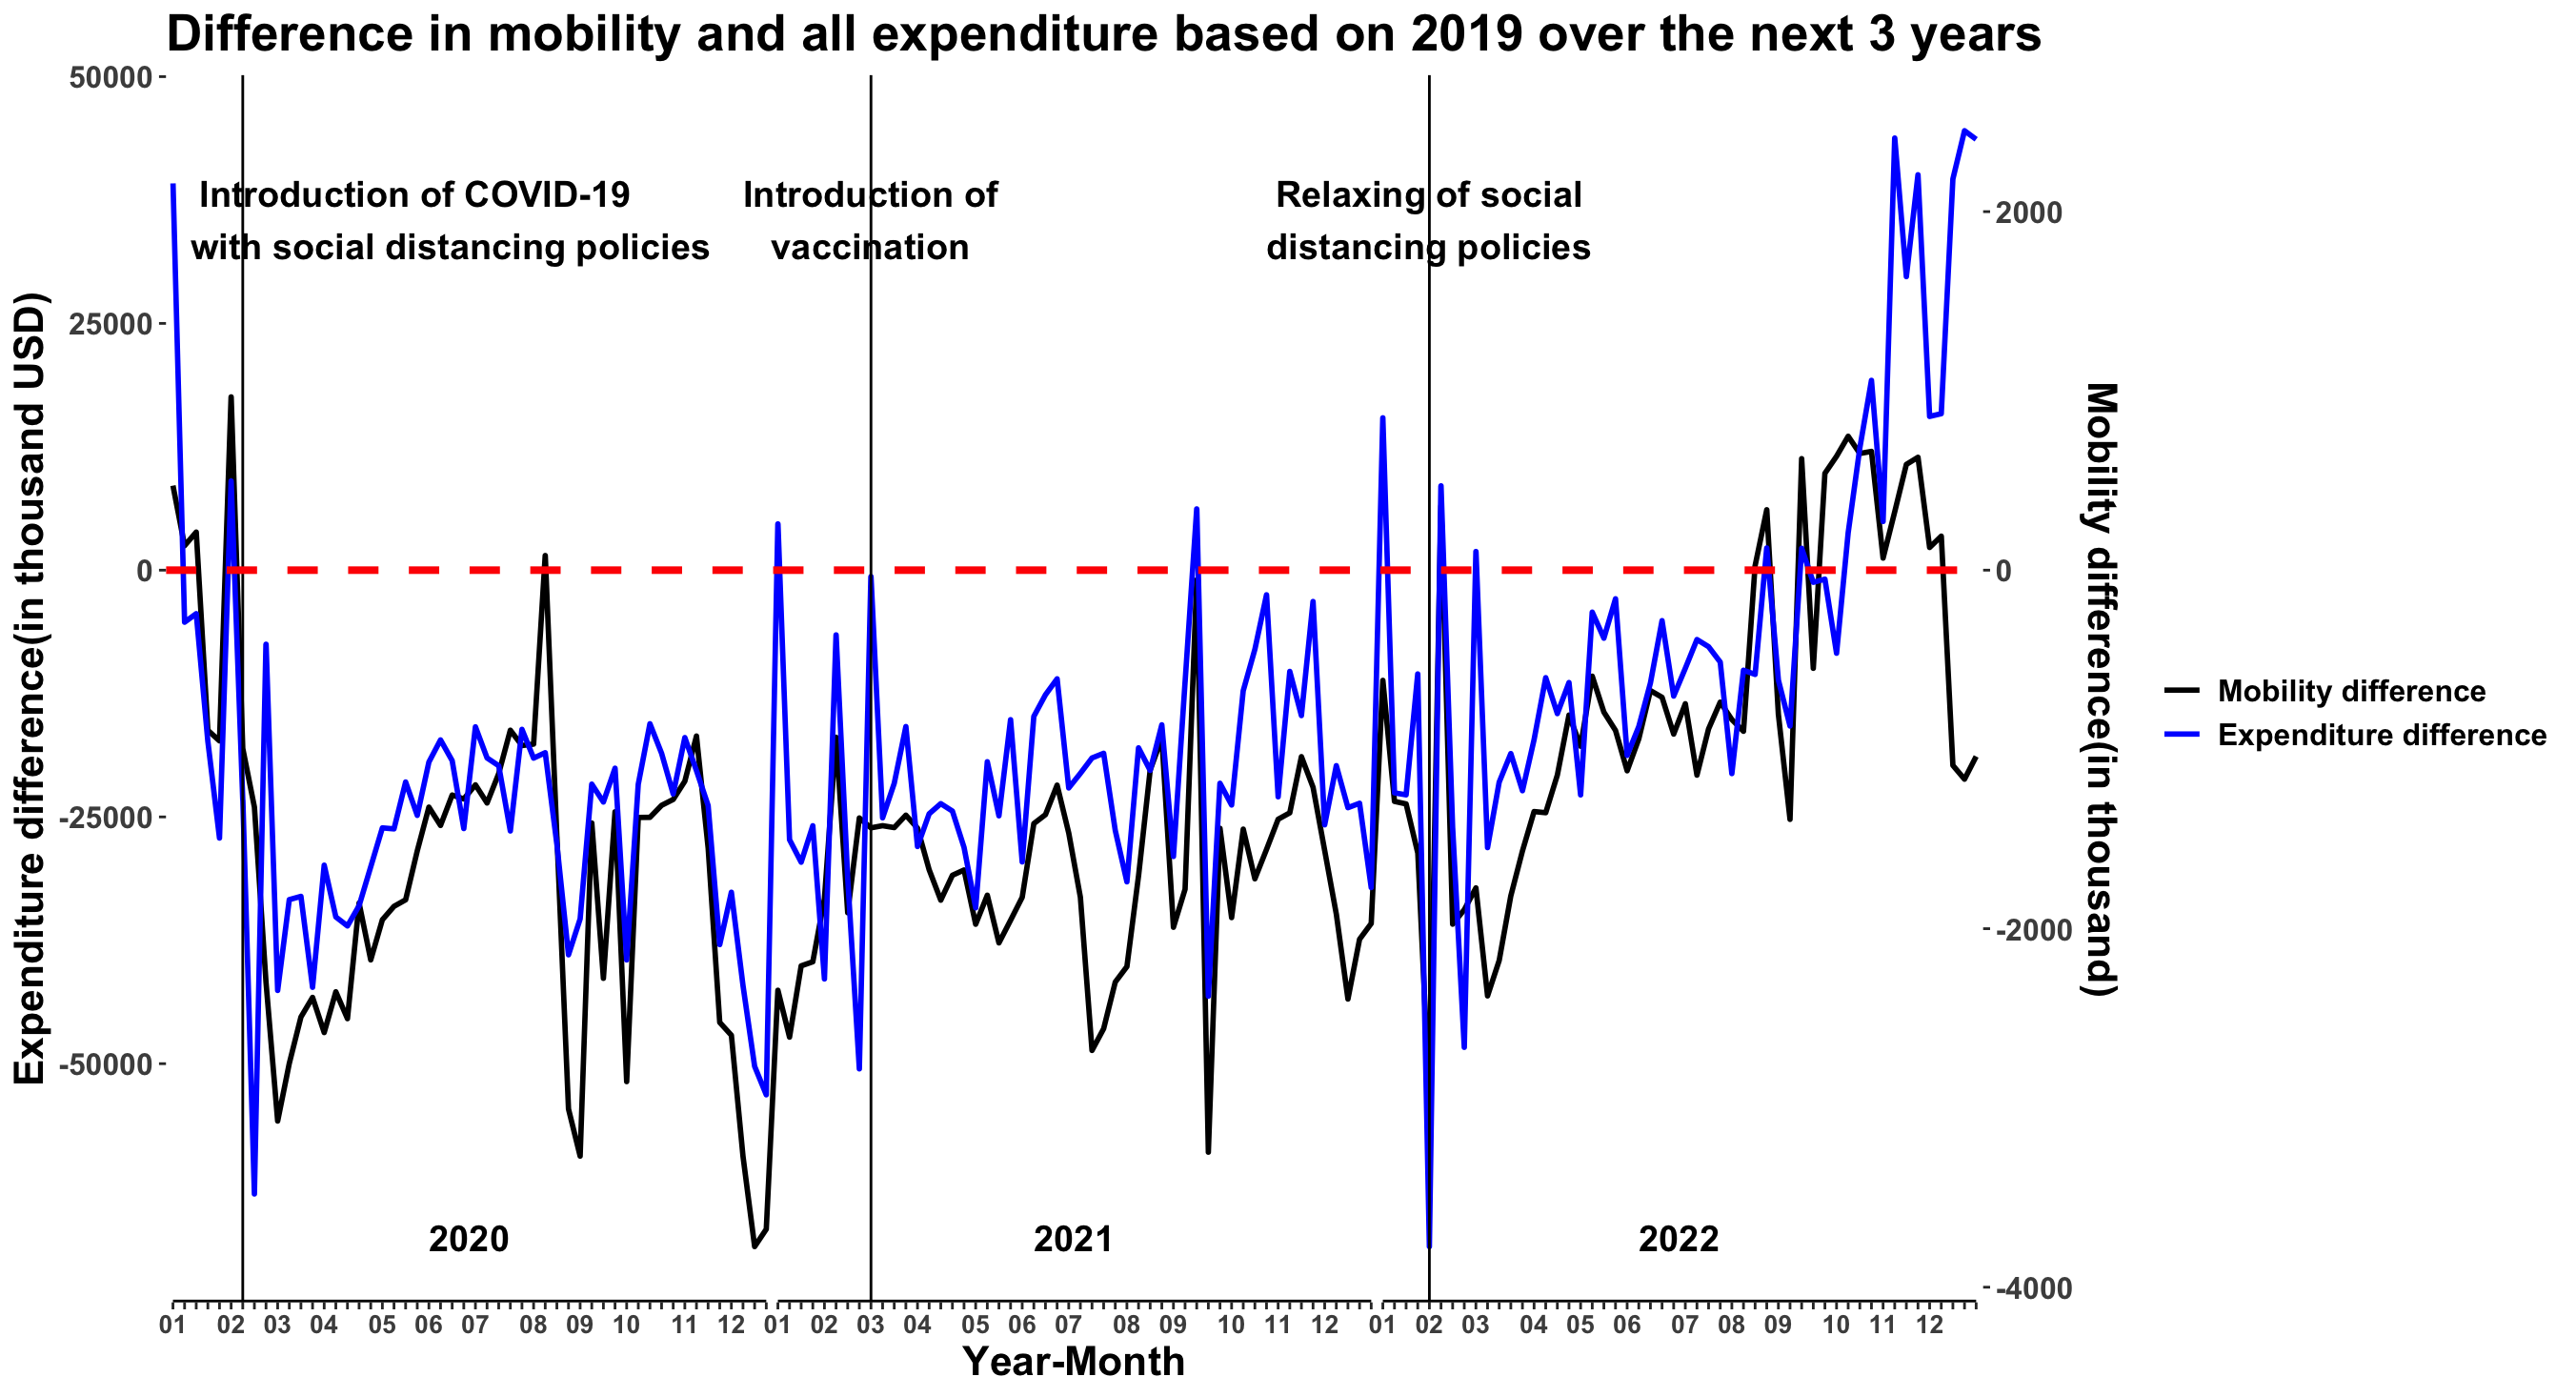 Difference in mobility and all expenditure based on 2019 over the next 3 years
50000
25000
0
-25000
-50000
Expenditure difference(in thousand USD)
Introduction of COVID-19
with social distancing policies
Introduction of
vaccination
Relaxing of social
distancing policies
2000
0
-2000
-4000
Mobility difference(in thousand)
Mobility difference
Expenditure difference
2020
2021
2022
01 02 03 04 05 06 07 08 09 10 11 12 01 02 03 04 05 06 07 08 09 10 11 12 01 02 03 04 05 06 07 08 09 10 11 12
Year-Month